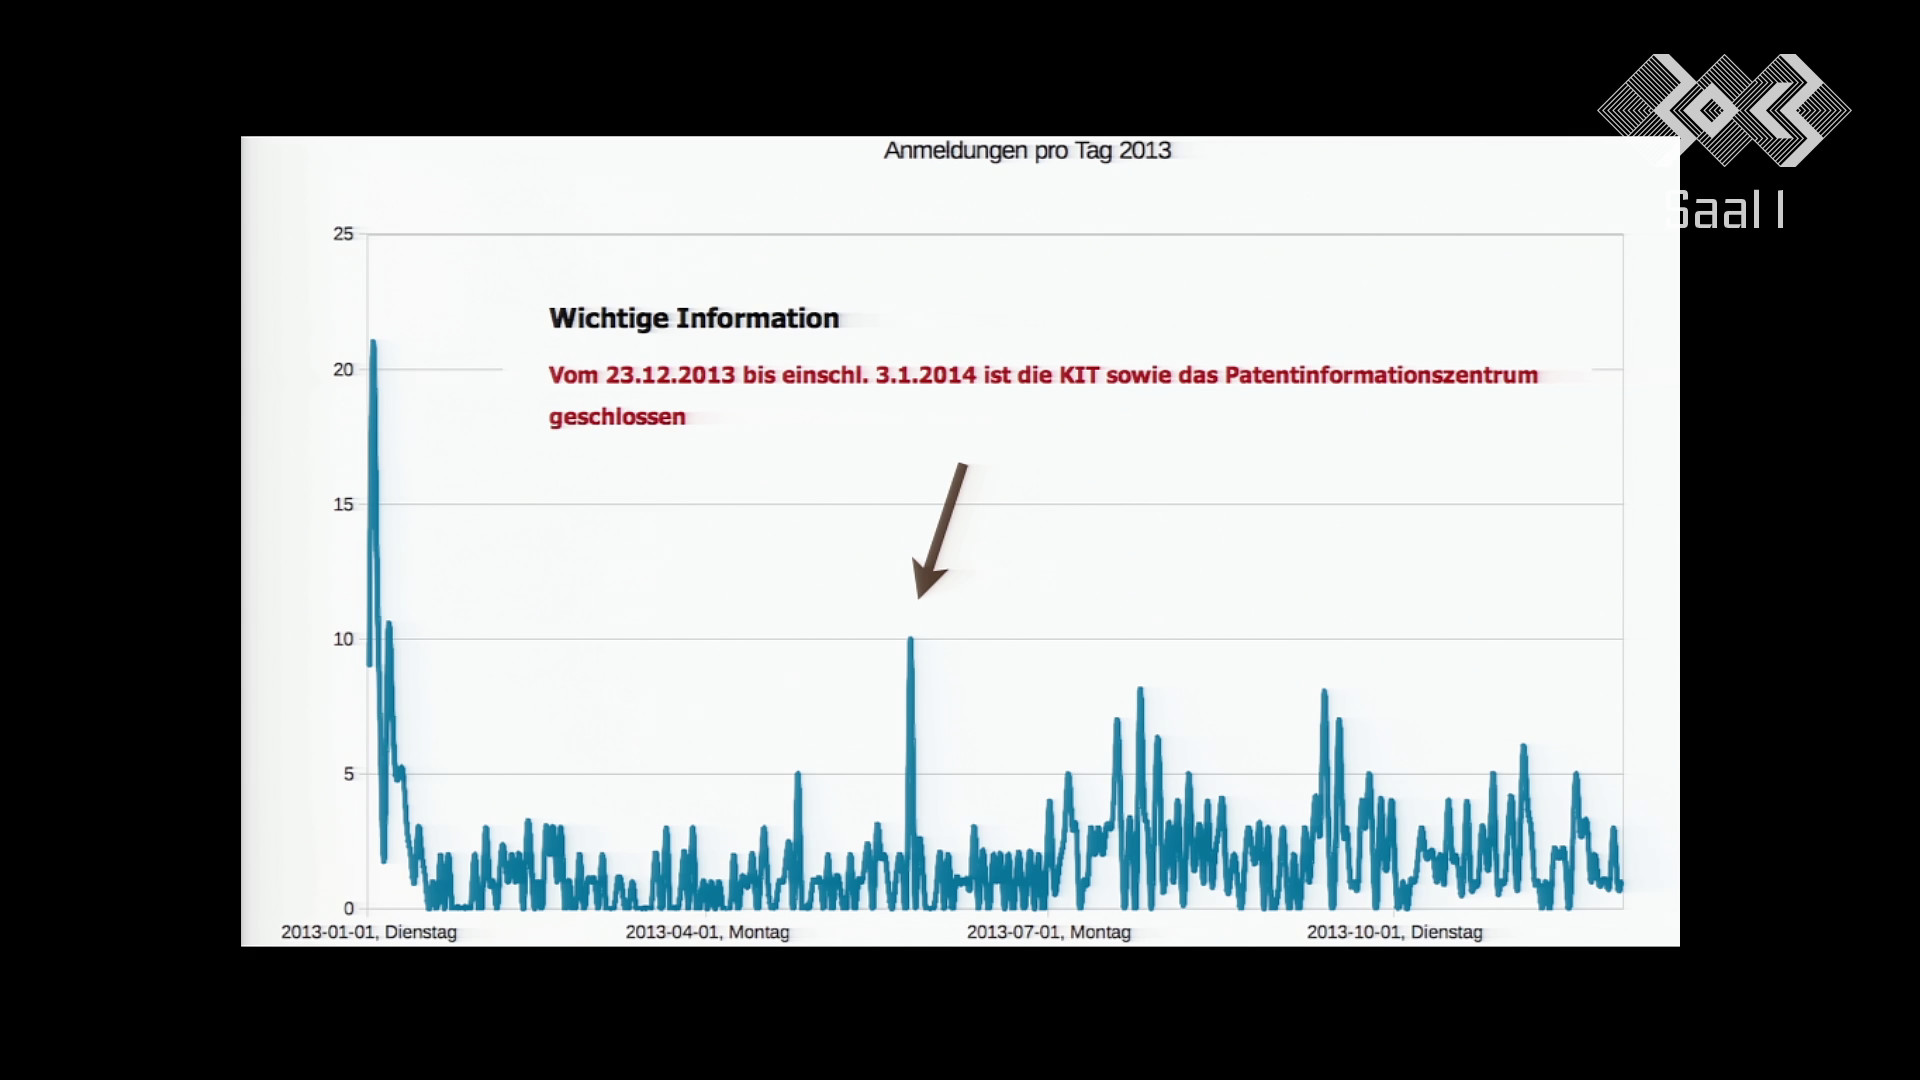 Anmeldungen pro Tag 2013
Saal 1
25
Wichtige Information
20
Vom 23.12.2013 bis einschl. 3.1.2014 ist die KIT sowie das Patentinformationszentrum
geschlossen
15
10
5
0
2013-01-01, Dienstag
2013-04-01, Montag
2013-07-01, Montag
2013-10-01, Dienstag